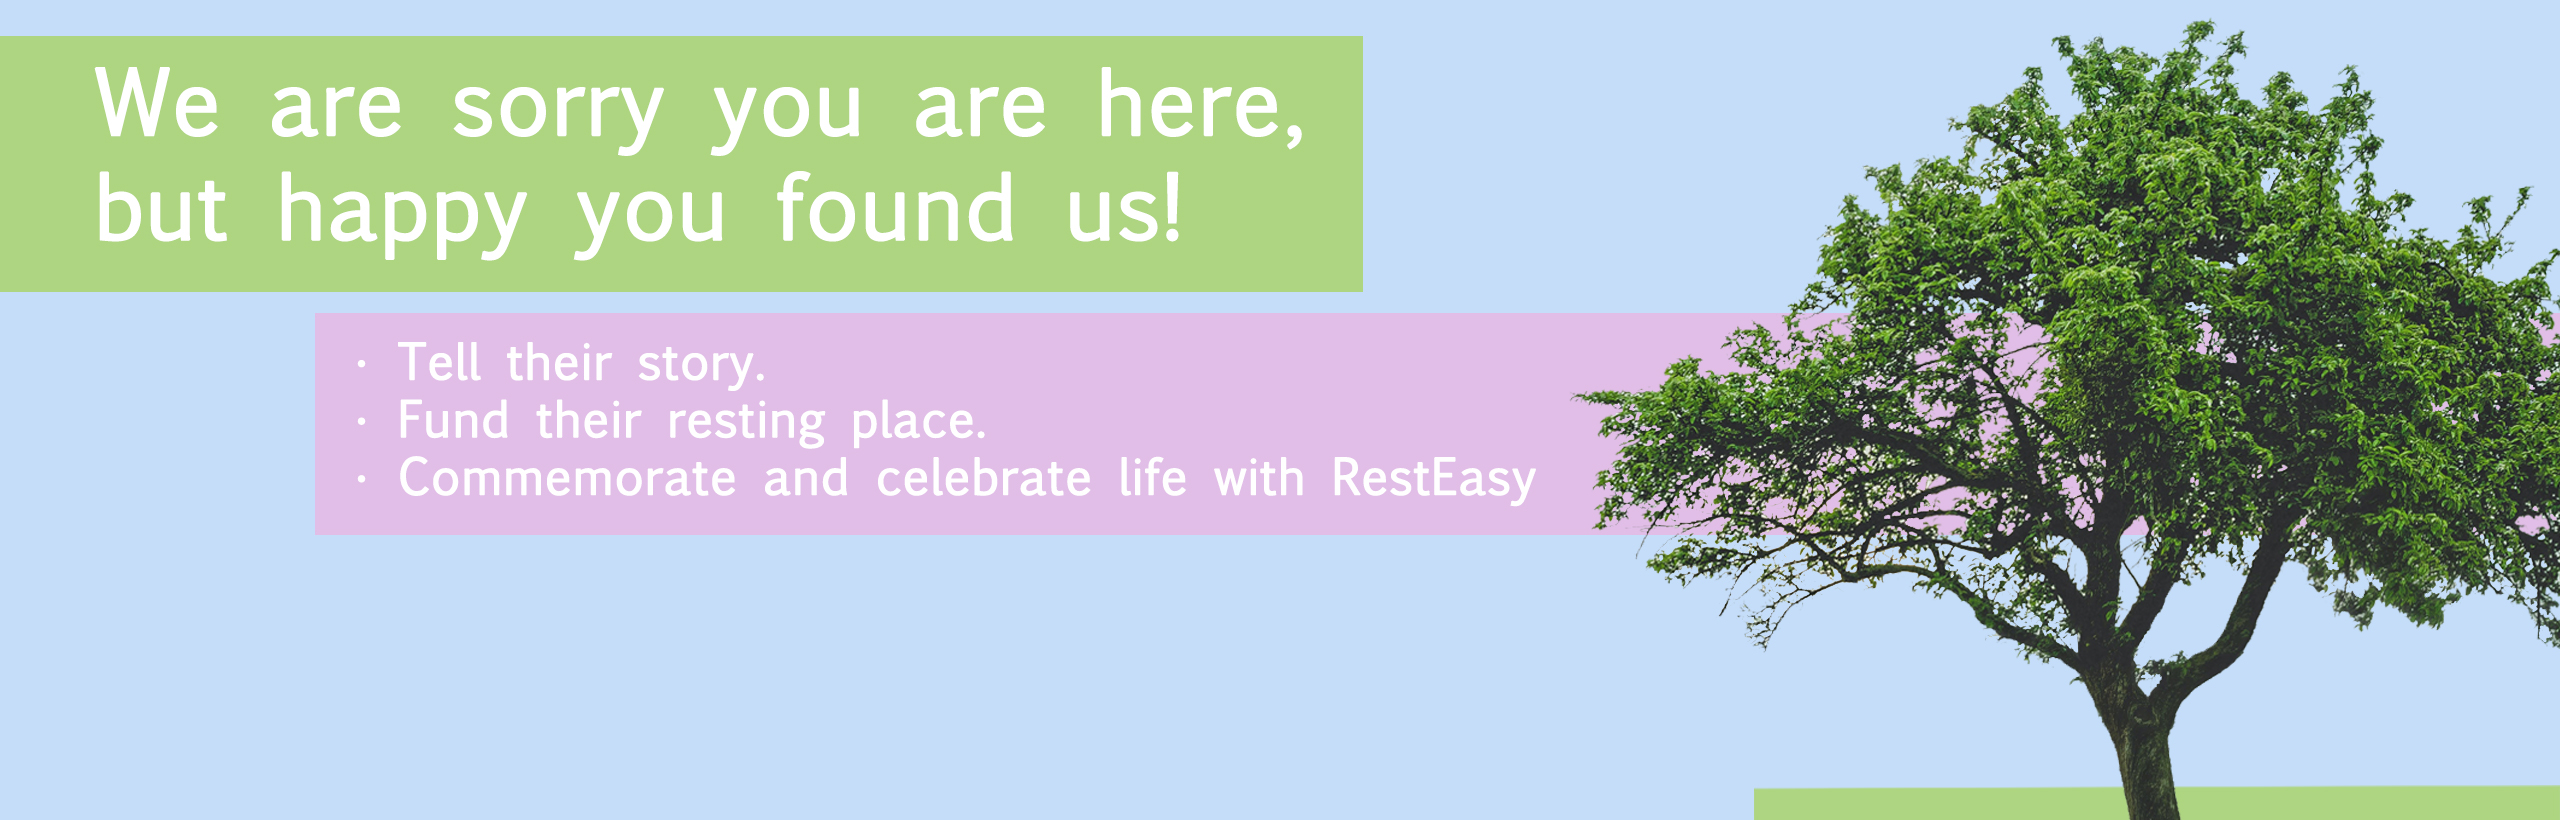 We are sorry you are here,
but happy you found us!
· Tell their story.
· Fund their resting place.
· Commemorate and celebrate life with RestEasy